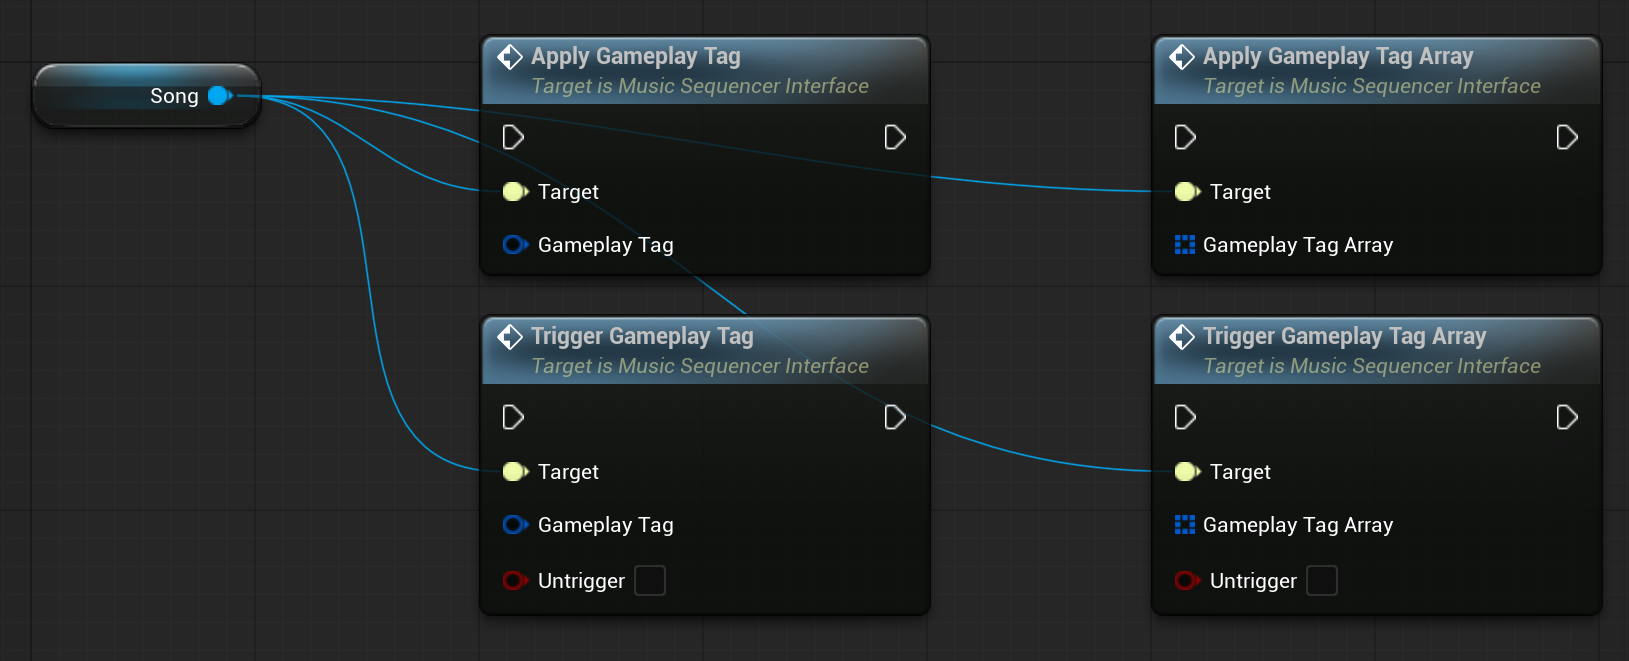 Song
Apply Gameplay Tag
Target is Music Sequencer Interface
Target
Gameplay Tag
Apply Gameplay Tag Array
Target is Music Sequencer Interface
Target
Gameplay Tag Array
Trigger Gameplay Tag
Target is Music Sequencer Interface
Target
Gameplay Tag
Untrigger
Trigger Gameplay Tag Array
Target is Music Sequencer Interface
Target
Gameplay Tag Array
Untrigger